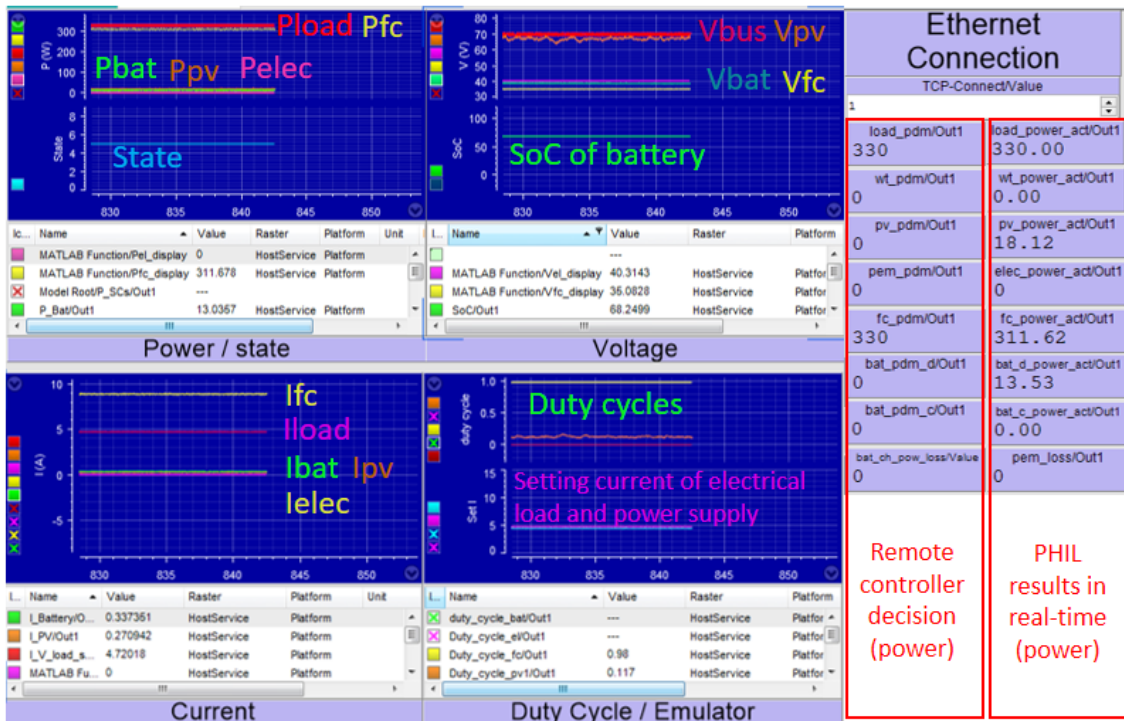 P (W)
300
200
100
0
Pload Pfc
Pbat Ppv Pelec
State
8
6
4
2
0
State
830 835 840 845 850
Ic... Name Value Raster Platform Unit
MATLAB Function/Pel_display 0 HostService Platform
MATLAB Function/Pfc_display 311.678 HostService Platform
Model Root/P_SCs/Out1 ---
P_Bat/Out1 13.0357 HostService Platform
Power / state
V (V)
80
70
60
50
40
30
Vbus Vpv
Vbat Vfc
SoC
100
50
0
SoC of battery
830 835 840 845 850
I... Name Value Raster Platform
---
MATLAB Function/Vel_display 40.3143 HostService Platfor
MATLAB Function/Vfc_display 35.0828 HostService Platfor
SoC/Out1 68.2499 HostService Platfor
Voltage
Ethernet
Connection
TCP-Connect/Value
1
load_pdm/Out1 load_power_act/Out1
330 330.00
wt_pdm/Out1 wt_power_act/Out1
0 0.00
pv_pdm/Out1 pv_power_act/Out1
0 18.12
pem_pdm/Out1 elec_power_act/Out1
0 0
fc_pdm/Out1 fc_power_act/Out1
330 311.62
bat_pdm_d/Out1 bat_d_power_act/Out1
0 13.53
bat_pdm_c/Out1 bat_c_power_act/Out1
0 0.00
bat_ch_pow_loss/Value pem_loss/Out1
0 0
Remote
controller
decision
(power)
PHIL
results in
real-time
(power)
I (A)
10
5
0
-5
Ifc
Iload
Ibat Ipv
Ielec
830 835 840 845 850
I... Name Value Raster Platform Unit
I_Battery/O... 0.337351 HostService Platform
I_PV/Out1 0.270942 HostService Platform
I_V_load_s... 4.72018 HostService Platform
MATLAB Fu... 0 HostService Platform
Current
duty cycle
1.0
0.5
0
Duty cycles
Set I
15
10
5
0
Setting current of electrical
load and power supply
830 835 840 845 850
I... Name Value Raster Platform
duty_cycle_bat/Out1 --- HostService Platfor
Duty_cycle_el/Out1 --- HostService Platfor
Duty_cycle_fc/Out1 0.98 HostService Platfor
Duty_cycle_pv1/Out1 0.117 HostService Platfor
Duty Cycle / Emulator